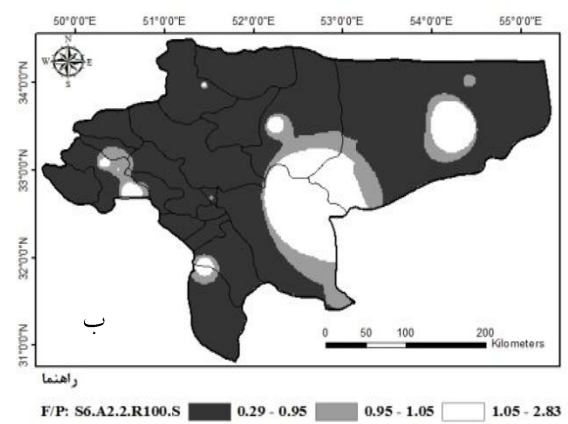 50°0'0"E 51°0'0"E 52°0'0"E 53°0'0"E 54°0'0"E 55°0'0"E
N
W E
S
34°0'0"N
33°0'0"N
32°0'0"N
31°0'0"N
ب
0 50 100 200
Kilometers
راهنما
F/P: S6.A2.2.R100.S 0.29 - 0.95 0.95 - 1.05 1.05 - 2.83